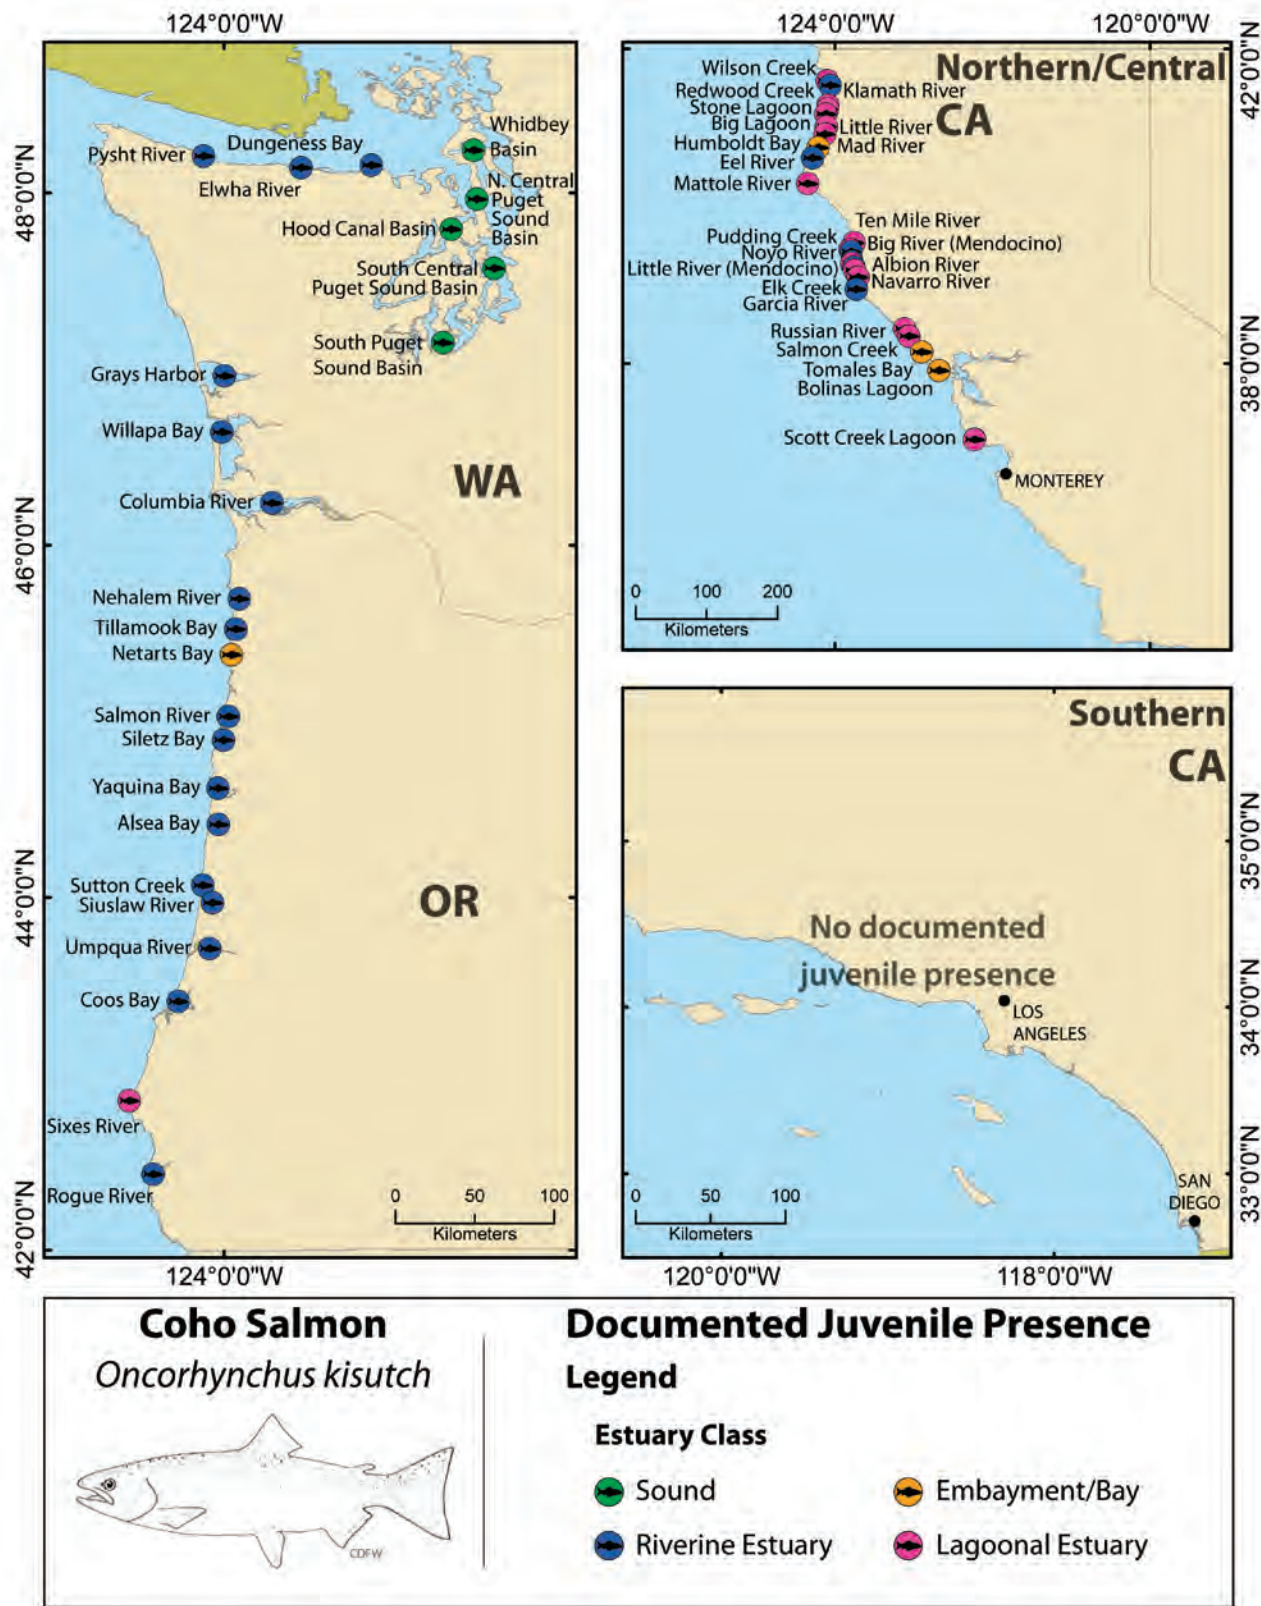 124°0'0"W
48°0'0"N
46°0'0"N
44°0'0"N
42°0'0"N
Whidbey
Basin
Dungeness Bay
Pysht River
Elwha River
N. Central
Puget
Sound
Basin
Hood Canal Basin
South Central
Puget Sound Basin
South Puget
Sound Basin
Grays Harbor
Willapa Bay
WA
Columbia River
Nehalem River
Tillamook Bay
Netarts Bay
Salmon River
Siletz Bay
Yaquina Bay
Alsea Bay
Sutton Creek
Siuslaw River
OR
Umpqua River
Coos Bay
Sixes River
Rogue River
0 50 100
Kilometers
124°0'0"W
124°0'0"W 120°0'0"W
42°0'0"N
38°0'0"N
Northern/Central
CA
Wilson Creek
Redwood Creek Klamath River
Stone Lagoon
Big Lagoon Little River
Humboldt Bay Mad River
Eel River
Mattole River
Ten Mile River
Pudding Creek Big River (Mendocino)
Noyo River Albion River
Little River (Mendocino)
Elk Creek Navarro River
Garcia River
Russian River
Salmon Creek
Tomales Bay
Bolinas Lagoon
Scott Creek Lagoon
MONTEREY
0 100 200
Kilometers
Southern
CA
35°0'0"N
34°0'0"N
33°0'0"N
No documented
juvenile presence
LOS
ANGELES
SAN
DIEGO
0 50 100
Kilometers
120°0'0"W 118°0'0"W
Coho Salmon
Oncorhynchus kisutch
CDFW
Documented Juvenile Presence
Legend
Estuary Class
Sound
Embayment/Bay
Riverine Estuary
Lagoonal Estuary